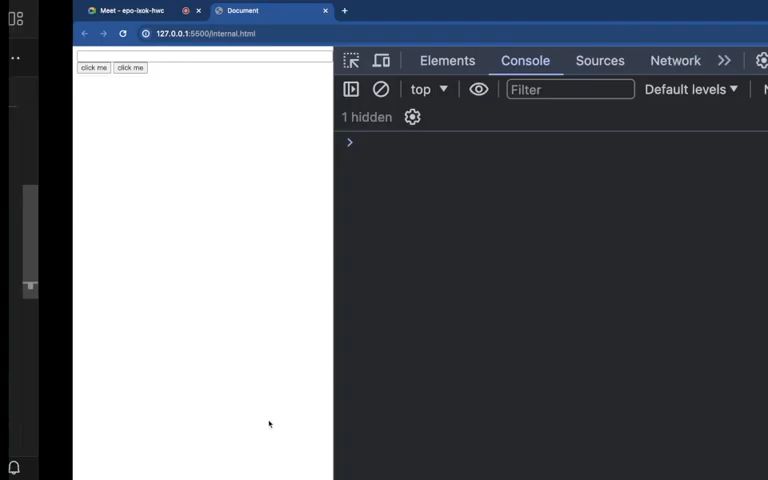 Meet - epo-ixok-hwc
Document
127.0.0.1:5500/internal.html
click me click me
Elements Console Sources Network
top Filter Default levels
1 hidden